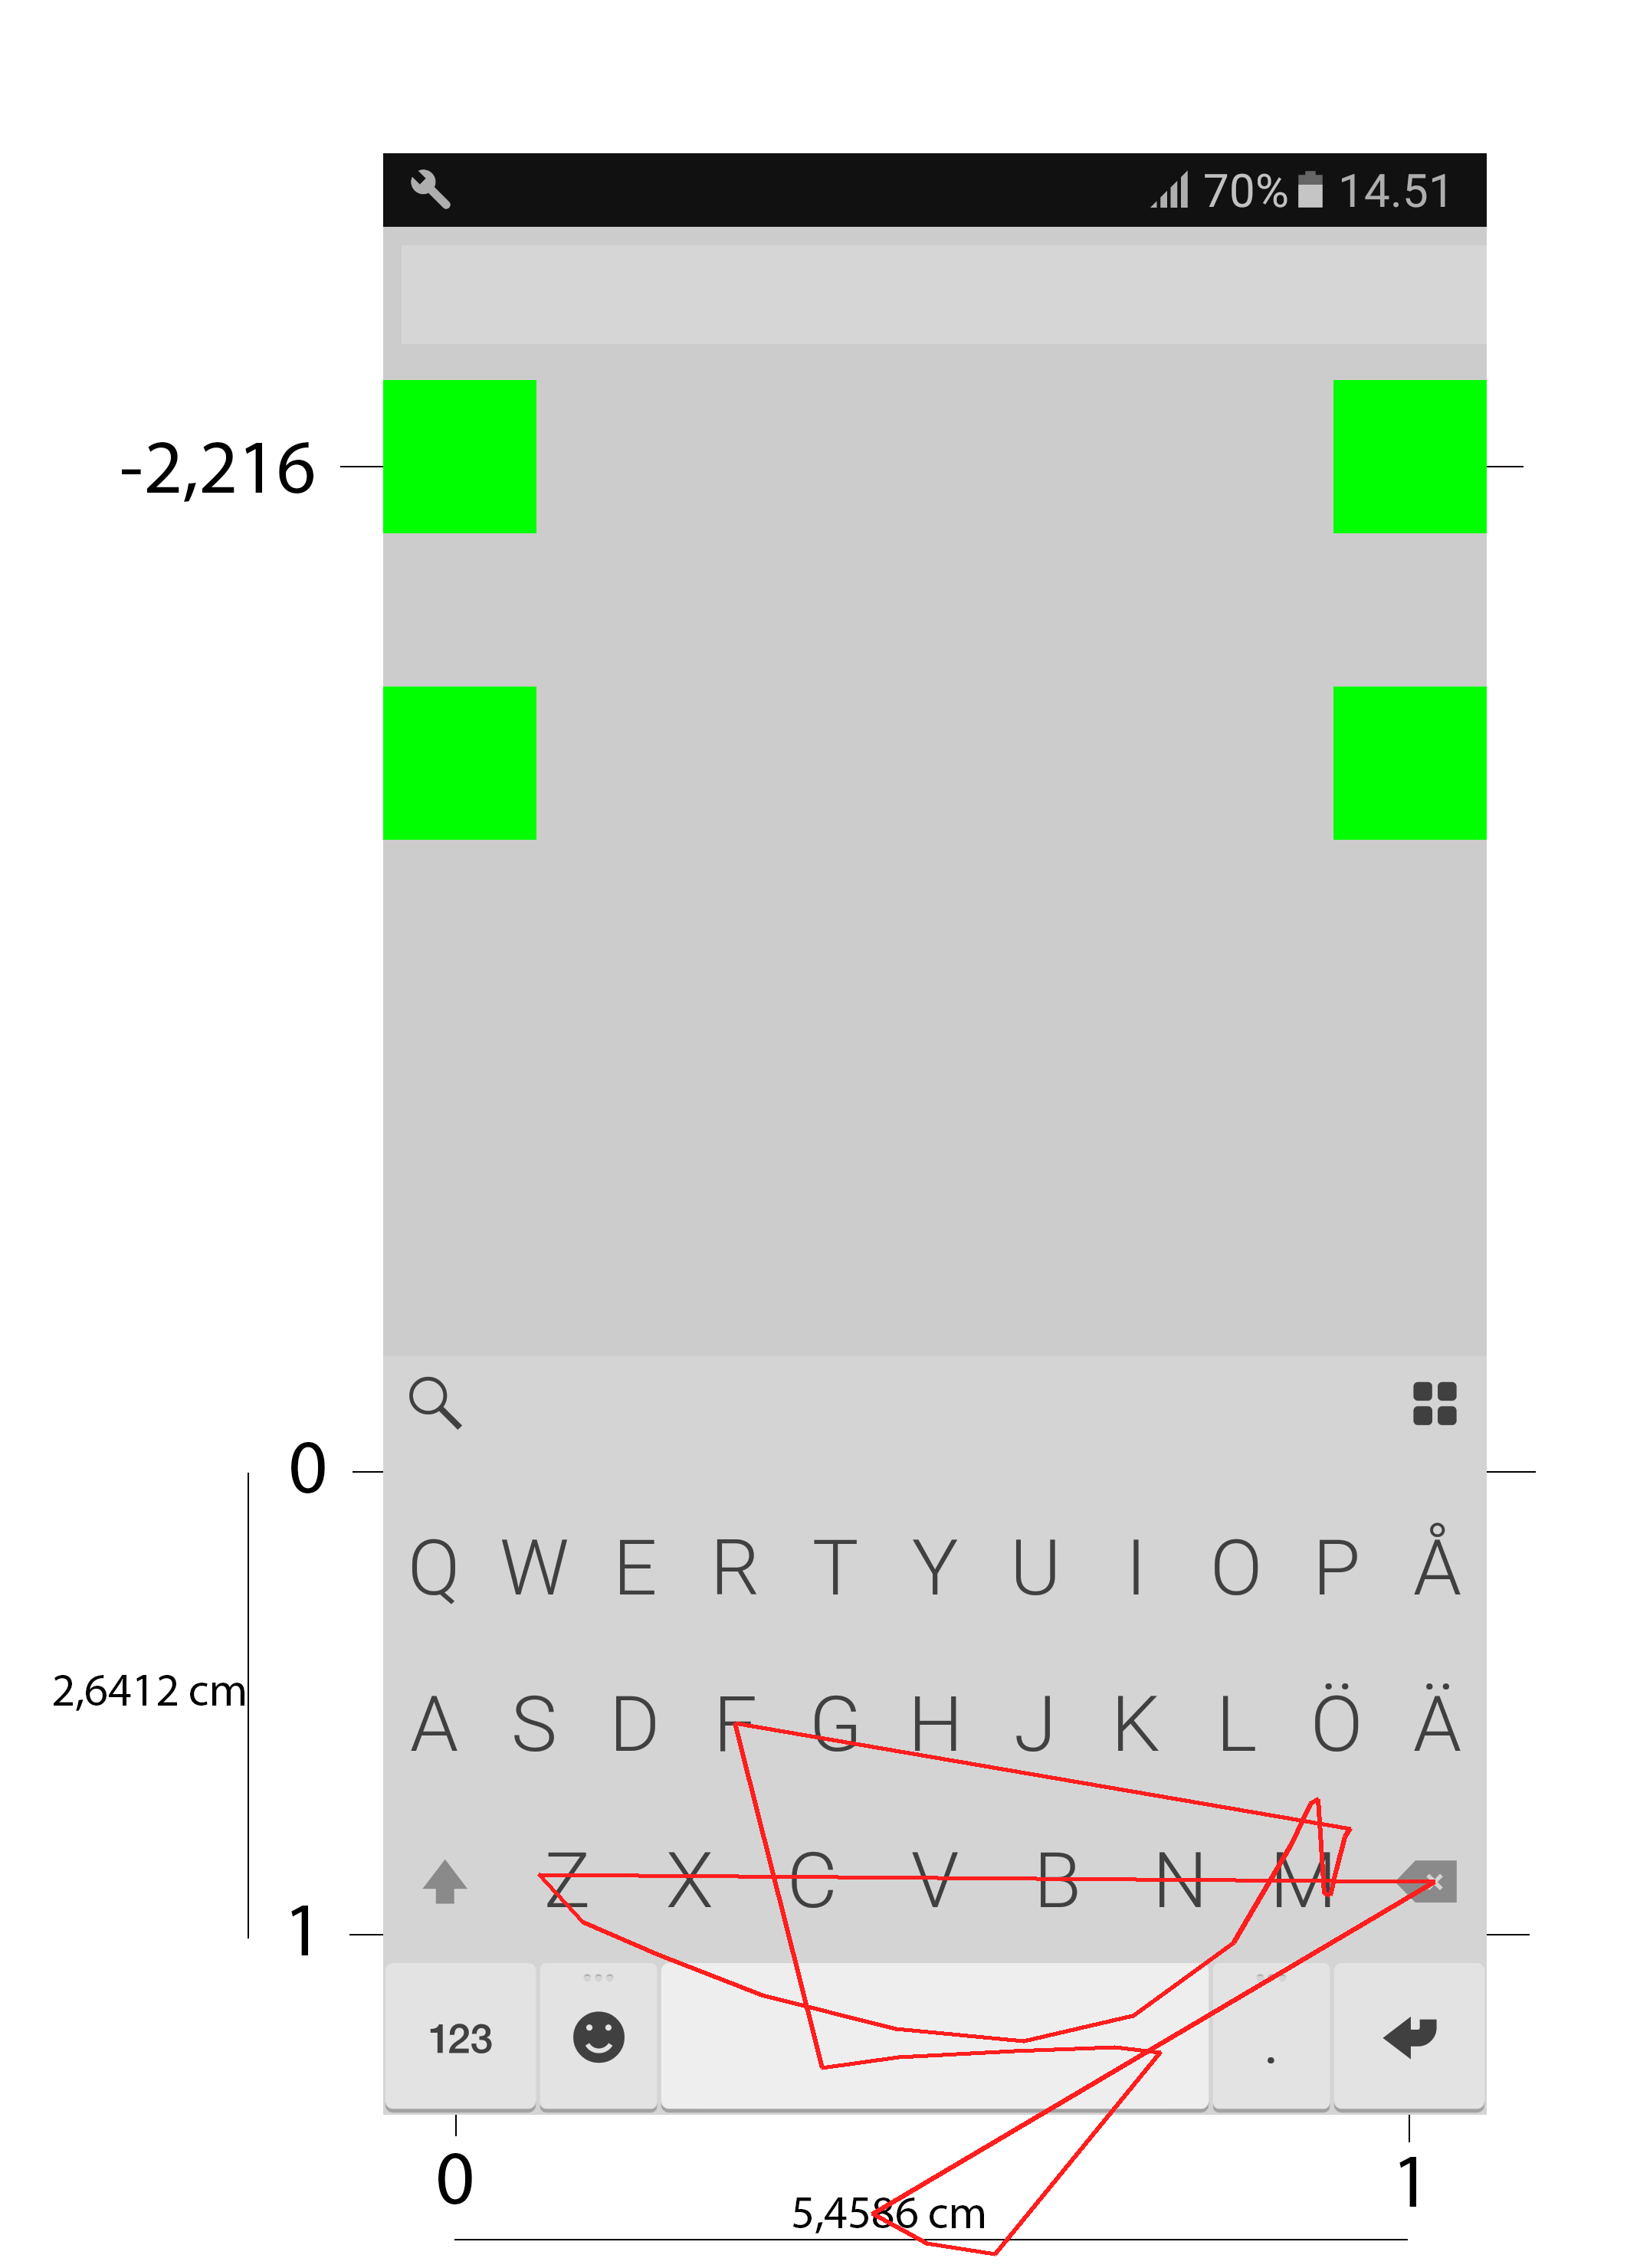 70% 14.51
-2,216
0
Q W E R T Y U I O P Å
2,6412 cm
A S D F G H J K L Ö Ä
Z X C V B N M
1
123 .
0 1
5,4586 cm